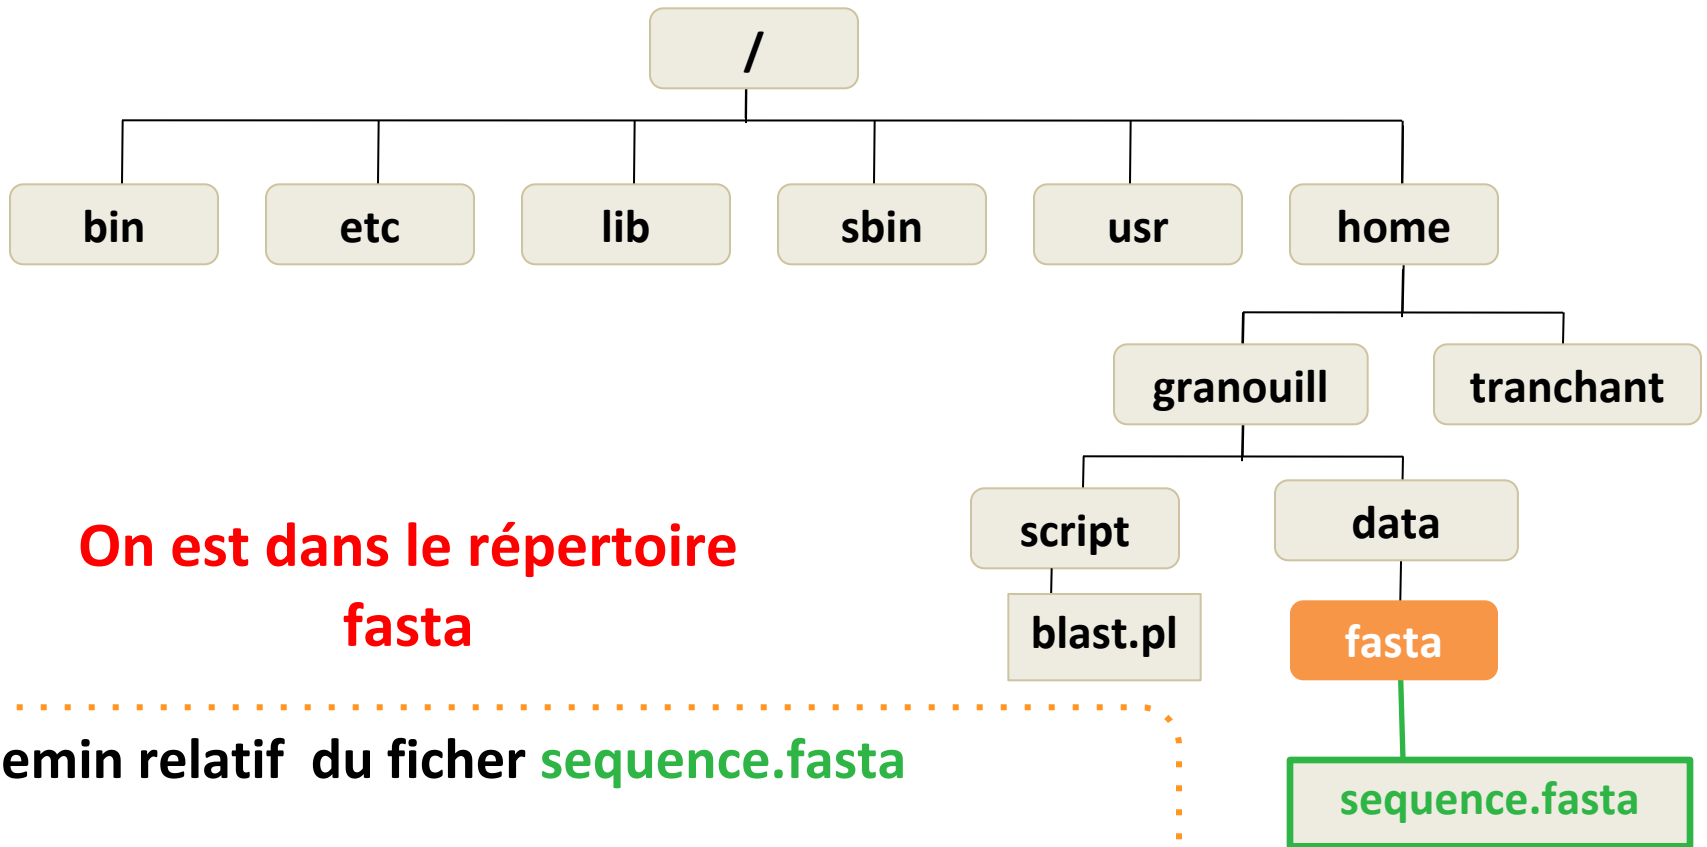 /
bin etc lib sbin usr home
granouill tranchant
script data
On est dans le répertoire
fasta
blast.pl fasta
emin relatif du ficher sequence.fasta
sequence.fasta